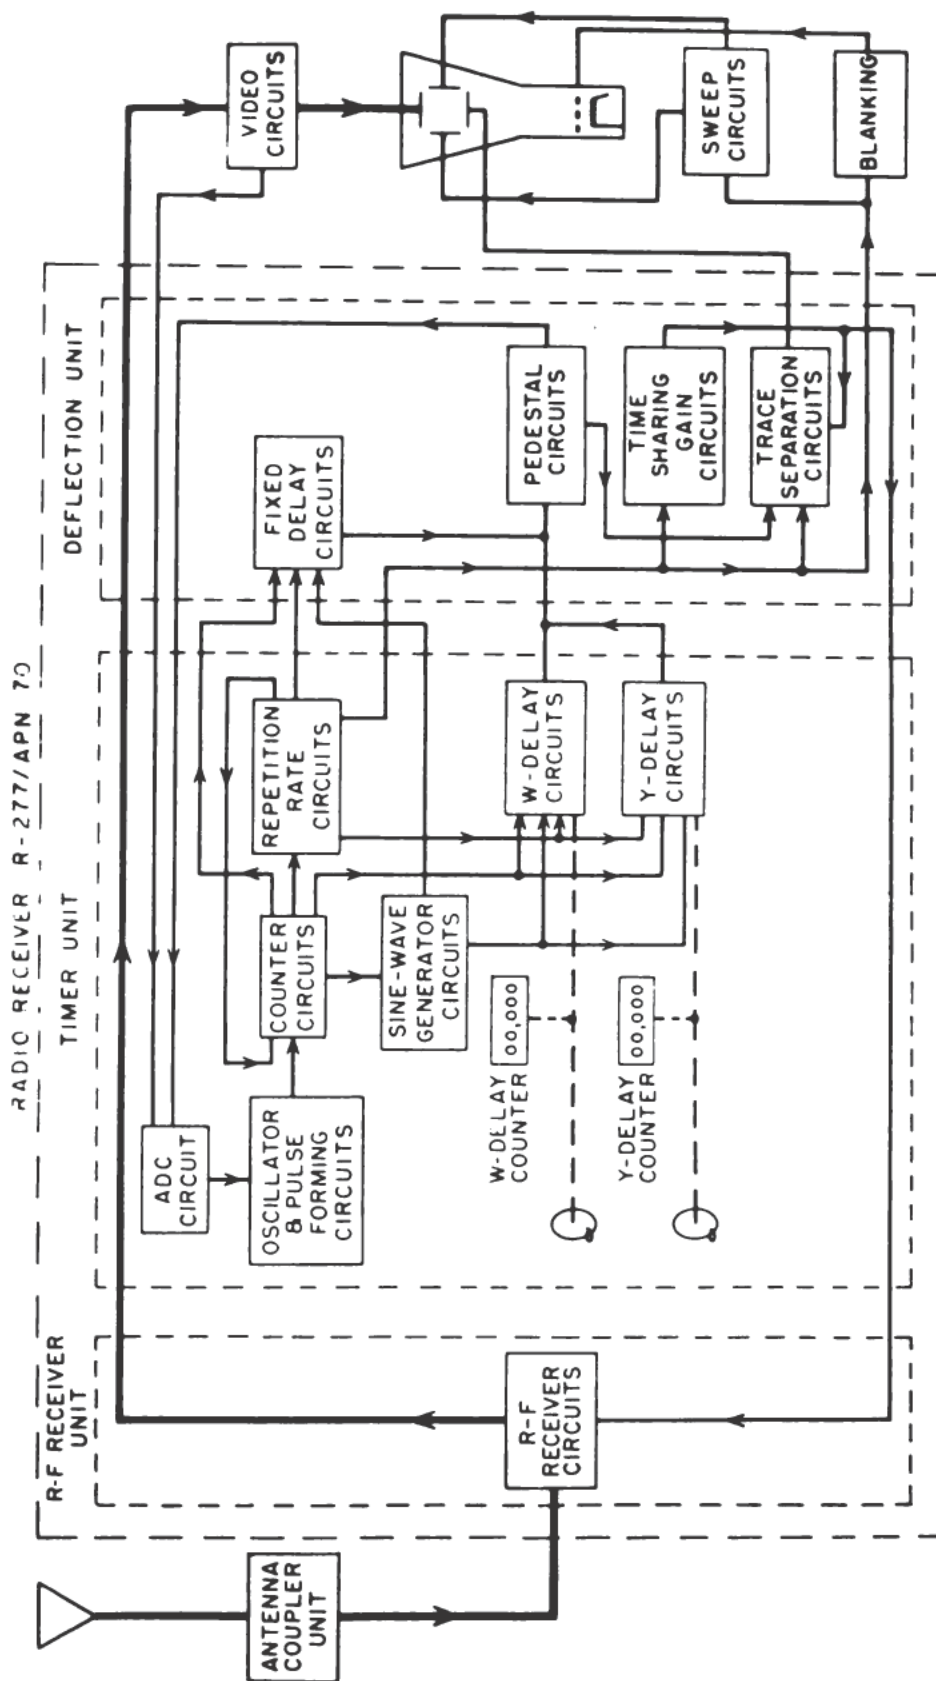 RADIO RECEIVER R-277/APN 70
R-F RECEIVER
UNIT
TIMER UNIT
DEFLECTION UNIT
ANTENNA
COUPLER
UNIT
R-F
RECEIVER
CIRCUITS
ADC
CIRCUIT
OSCILLATOR
& PULSE
FORMING
CIRCUITS
COUNTER
CIRCUITS
SINE-WAVE
GENERATOR
CIRCUITS
REPETITION
RATE
CIRCUITS
W-DELAY
COUNTER
00,000
Y-DELAY
COUNTER
00,000
W-DELAY
CIRCUITS
Y-DELAY
CIRCUITS
FIXED
DELAY
CIRCUITS
PEDESTAL
CIRCUITS
TIME
SHARING
GAIN
CIRCUITS
TRACE
SEPARATION
CIRCUITS
VIDEO
CIRCUITS
SWEEP
CIRCUITS
BLANKING